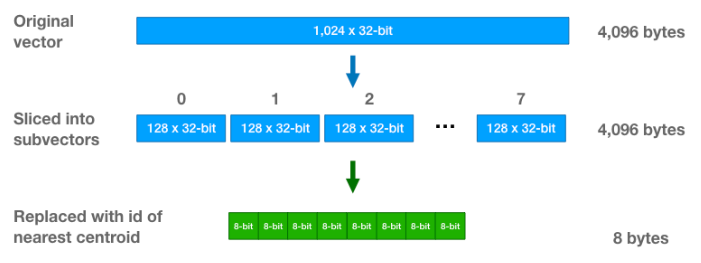 Original
vector
1,024 x 32-bit
4,096 bytes
0 1 2 7
Sliced into
subvectors
128 x 32-bit 128 x 32-bit 128 x 32-bit ... 128 x 32-bit
4,096 bytes
Replaced with id of
nearest centroid
8-bit 8-bit 8-bit 8-bit 8-bit 8-bit 8-bit 8-bit
8 bytes